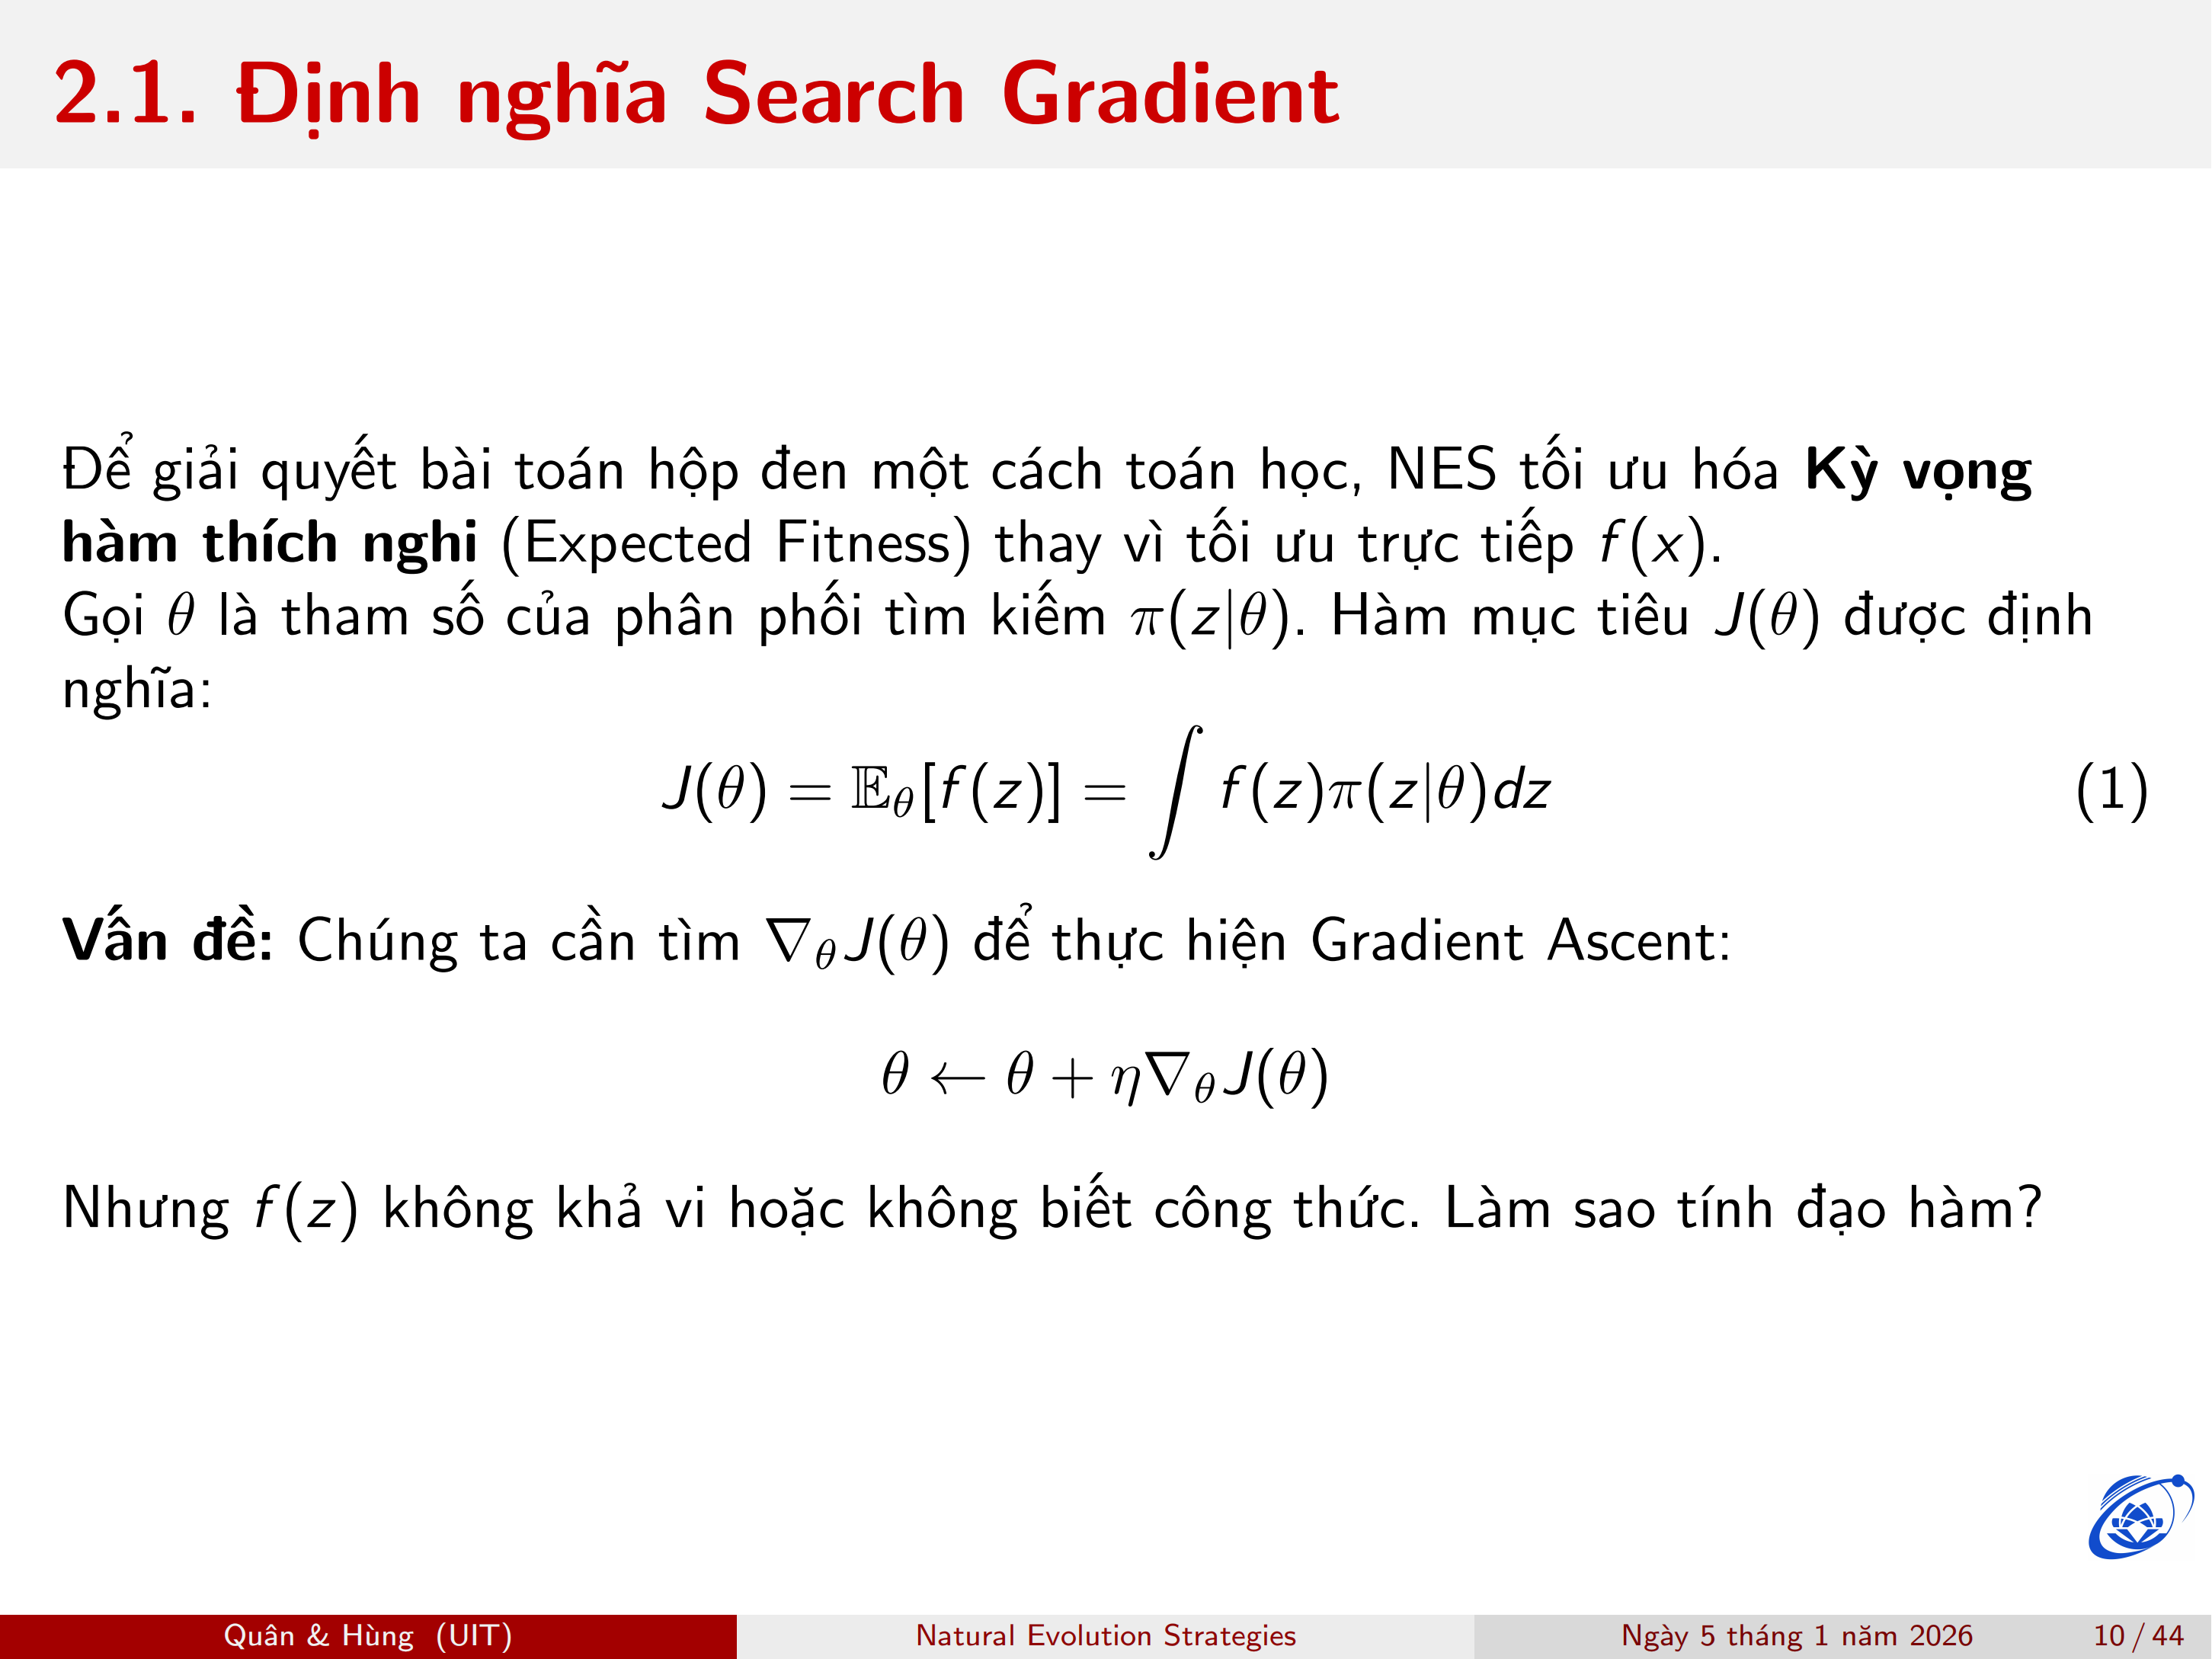 2.1. Định nghĩa Search Gradient
Để giải quyết bài toán hộp đen một cách toán học, NES tối ưu hóa Kỳ vọng
hàm thích nghi (Expected Fitness) thay vì tối ưu trực tiếp f(x).
Gọi θ là tham số của phân phối tìm kiếm π(z|θ). Hàm mục tiêu J(θ) được định
nghĩa:
J(θ) = 𝔼_θ[f(z)] = ∫ f(z)π(z|θ)dz (1)
Vấn đề: Chúng ta cần tìm ∇_θJ(θ) để thực hiện Gradient Ascent:
θ ← θ + η∇_θJ(θ)
Nhưng f(z) không khả vi hoặc không biết công thức. Làm sao tính đạo hàm?
Quân & Hùng (UIT) Natural Evolution Strategies Ngày 5 tháng 1 năm 2026 10 / 44